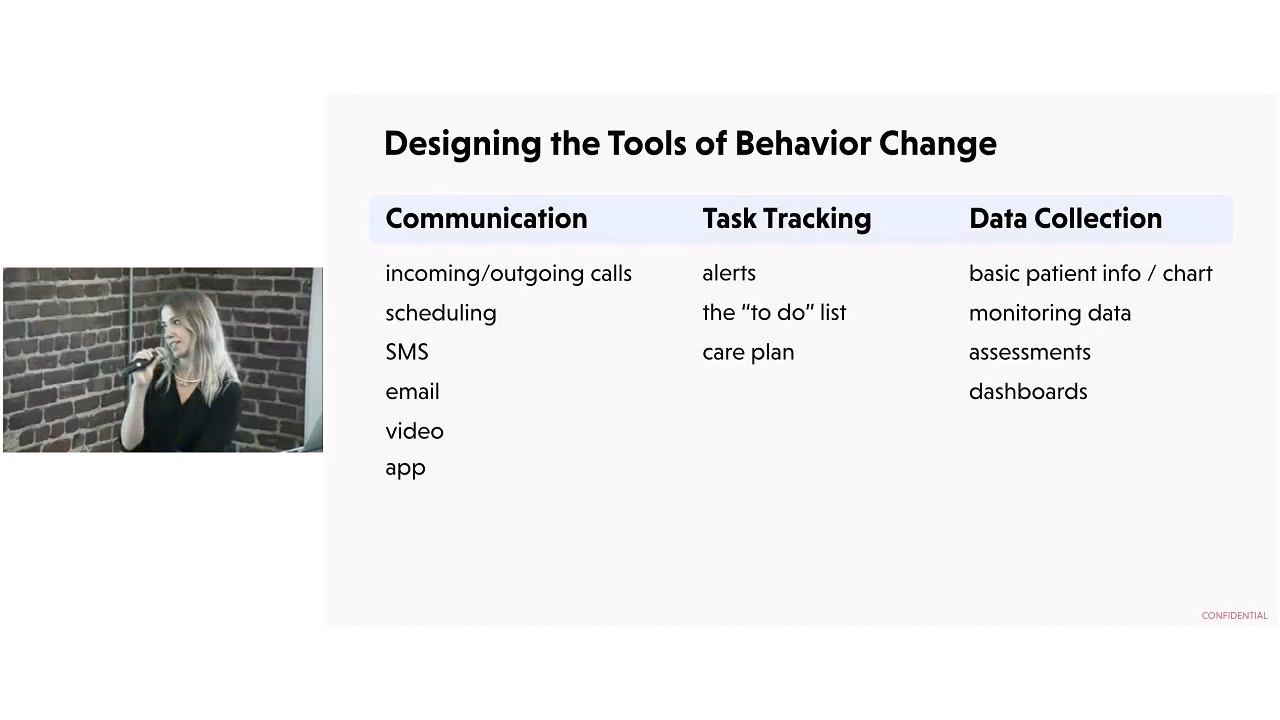 Designing the Tools of Behavior Change
Communication
Task Tracking
Data Collection
incoming/outgoing calls
alerts
basic patient info / chart
scheduling
the “to do” list
monitoring data
SMS
care plan
assessments
email
dashboards
video
app
CONFIDENTIAL